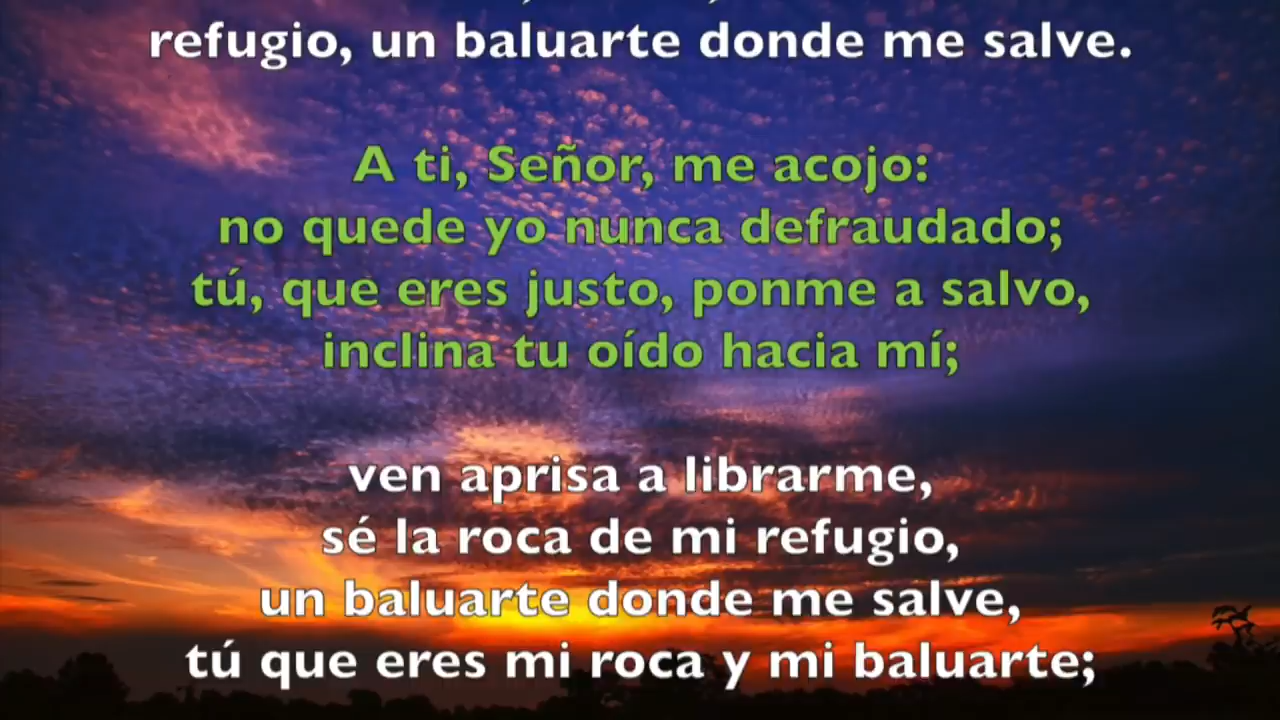 refugio, un baluarte donde me salve.
A ti, Señor, me acojo:
no quede yo nunca defraudado;
tú, que eres justo, ponme a salvo,
inclina tu oído hacia mí;
ven aprisa a librarme,
sé la roca de mi refugio,
un baluarte donde me salve,
tú que eres mi roca y mi baluarte;